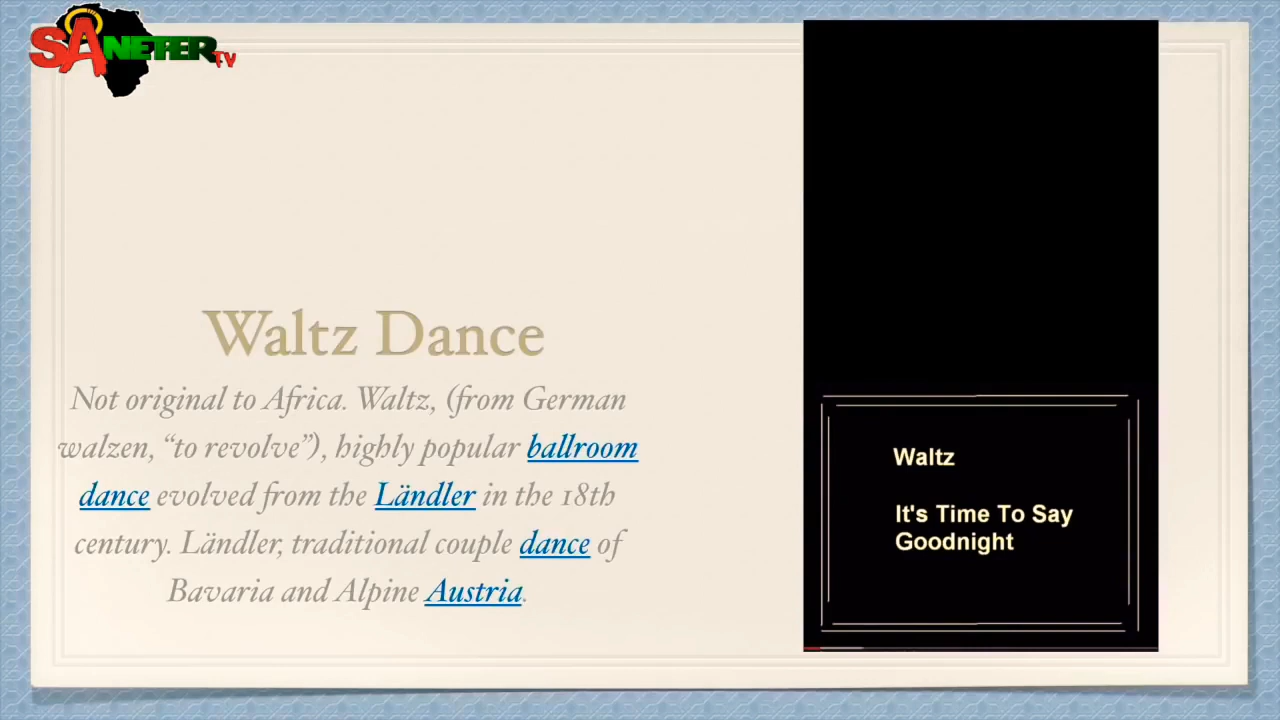 SANETER TV
Waltz Dance
Not original to Africa. Waltz, (from German
walzen, “to revolve”), highly popular ballroom
dance evolved from the Ländler in the 18th
century. Ländler, traditional couple dance of
Bavaria and Alpine Austria.
Waltz
It's Time To Say
Goodnight